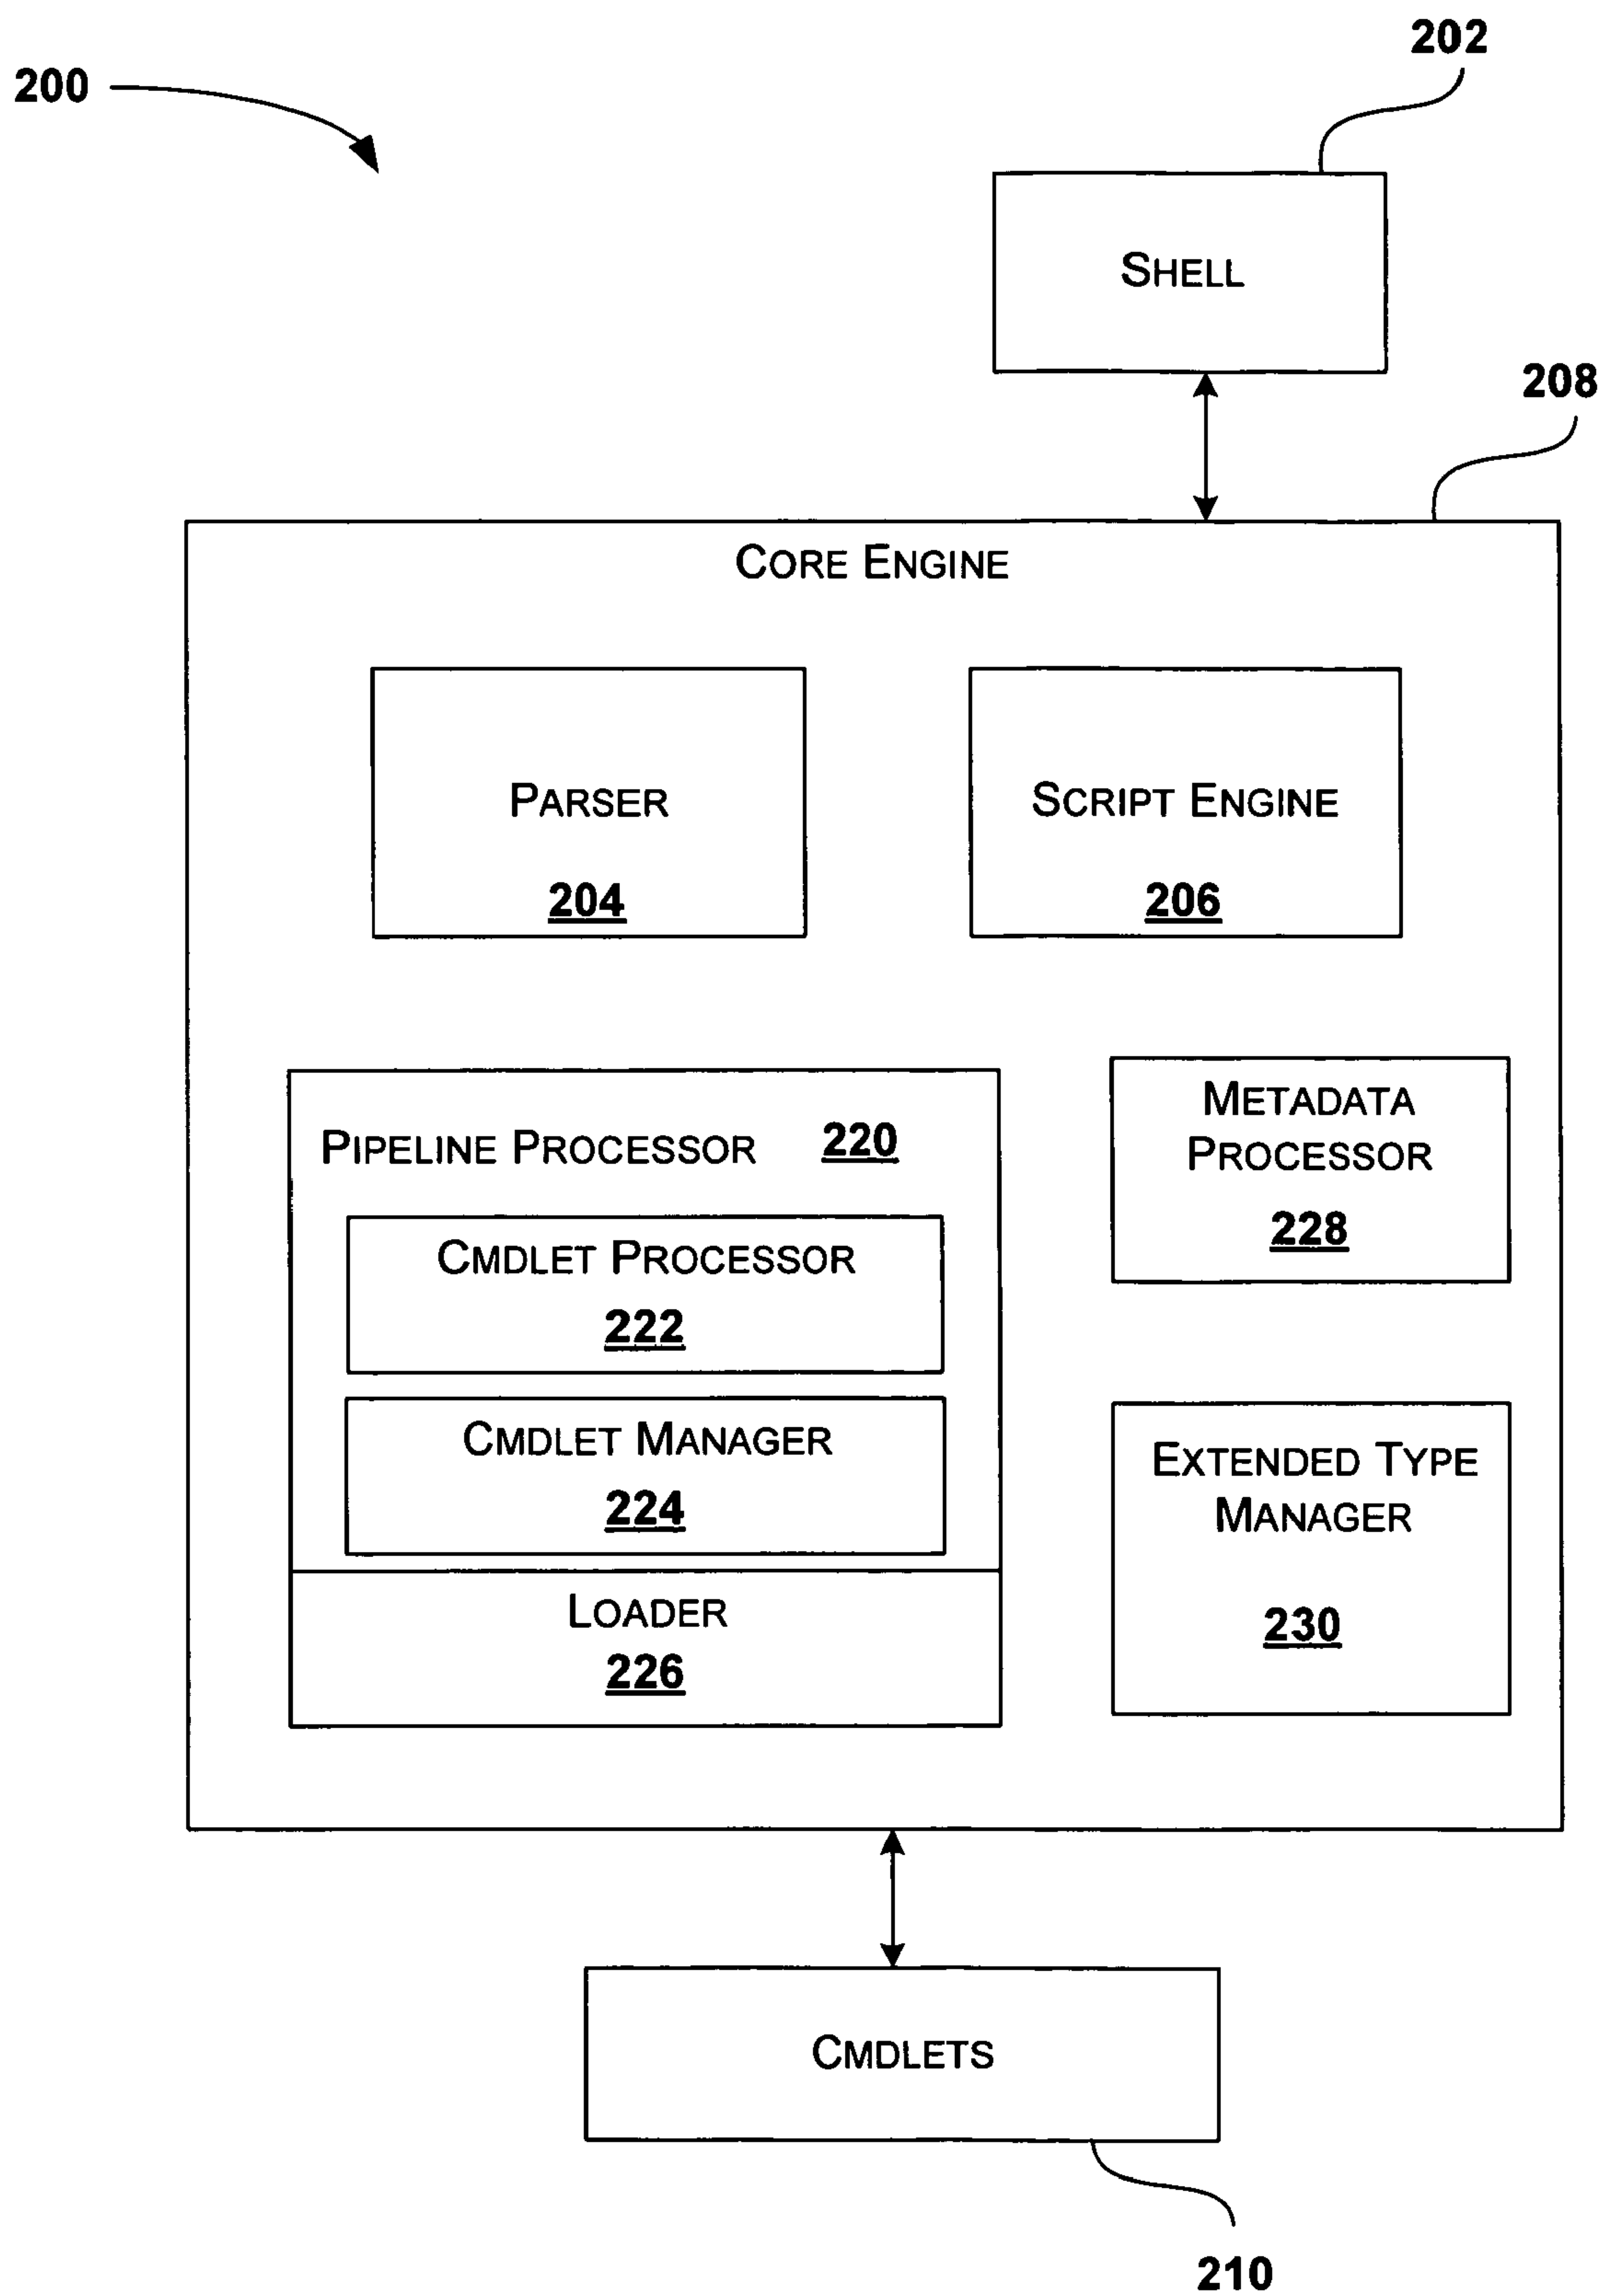 202
200
SHELL
208
CORE ENGINE
PARSER
204
SCRIPT ENGINE
206
PIPELINE PROCESSOR 220
CMDLET PROCESSOR
222
CMDLET MANAGER
224
LOADER
226
METADATA
PROCESSOR
228
EXTENDED TYPE
MANAGER
230
CMDLETS
210